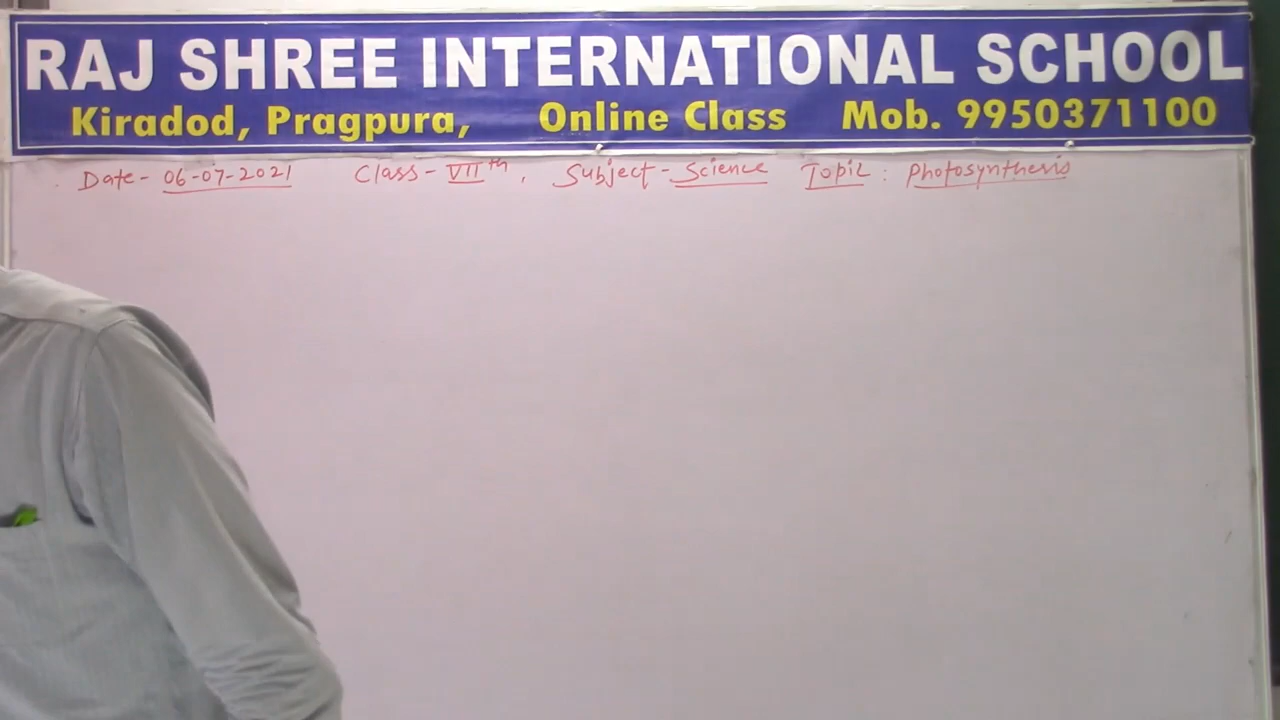 RAJ SHREE INTERNATIONAL SCHOOL
Kiradod, Pragpura, Online Class Mob. 9950371100
Date- 06-07-2021 Class- VIIth, Subject- Science Topic : Photosynthesis